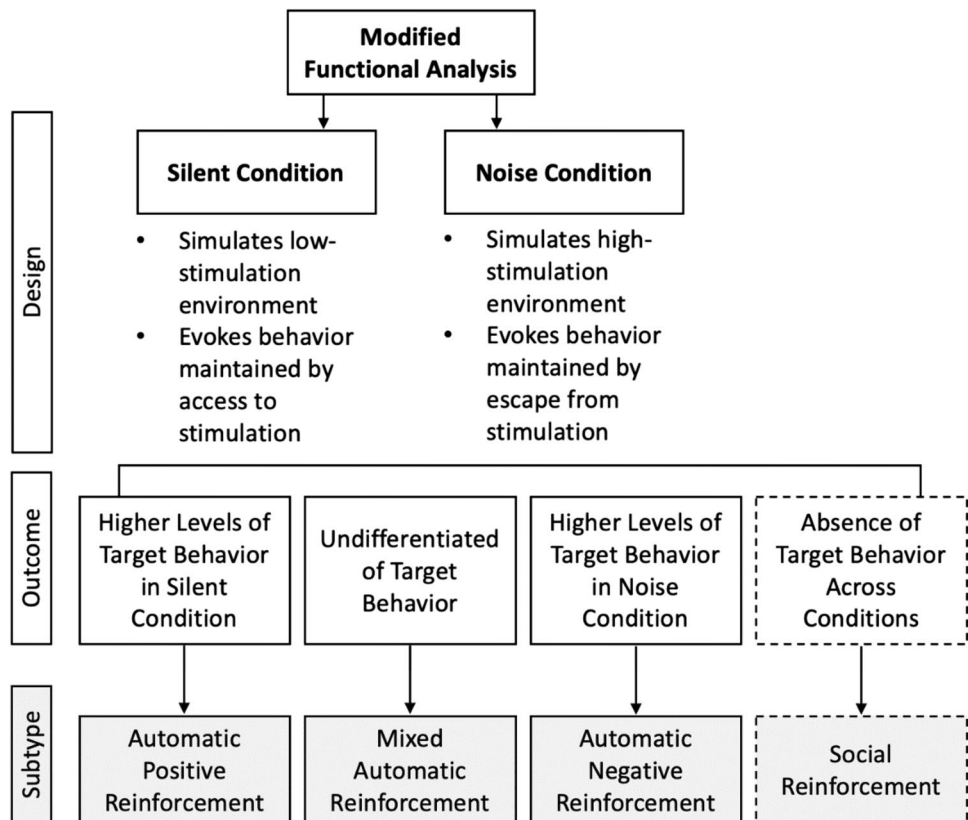 Modified
Functional Analysis
Design
Silent Condition
Noise Condition
• Simulates low-
stimulation
environment
• Evokes behavior
maintained by
access to
stimulation
• Simulates high-
stimulation
environment
• Evokes behavior
maintained by
escape from
stimulation
Outcome
Higher Levels of
Target Behavior
in Silent
Condition
Undifferentiated
of Target
Behavior
Higher Levels of
Target Behavior
in Noise
Condition
Absence of
Target Behavior
Across
Conditions
Subtype
Automatic
Positive
Reinforcement
Mixed
Automatic
Reinforcement
Automatic
Negative
Reinforcement
Social
Reinforcement